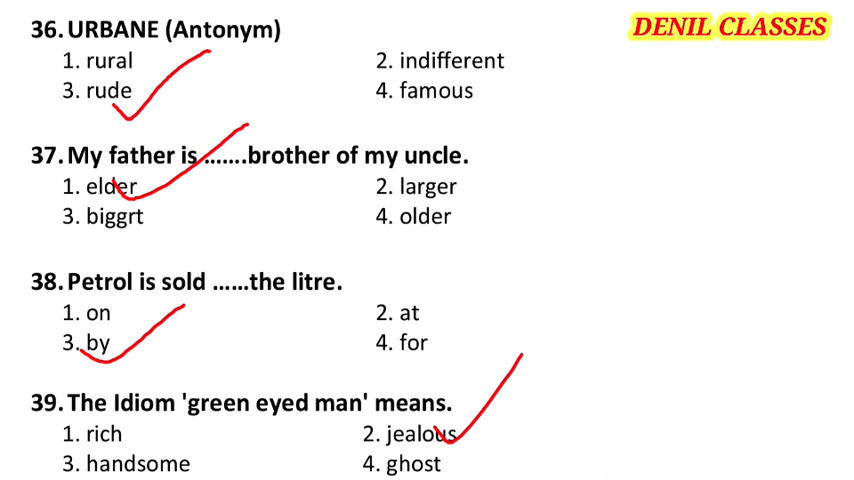 DENIL CLASSES
36. URBANE (Antonym)
1. rural 2. indifferent
3. rude 4. famous
37. My father is .......brother of my uncle.
1. elder 2. larger
3. biggrt 4. older
38. Petrol is sold ......the litre.
1. on 2. at
3. by 4. for
39. The Idiom 'green eyed man' means.
1. rich 2. jealous
3. handsome 4. ghost